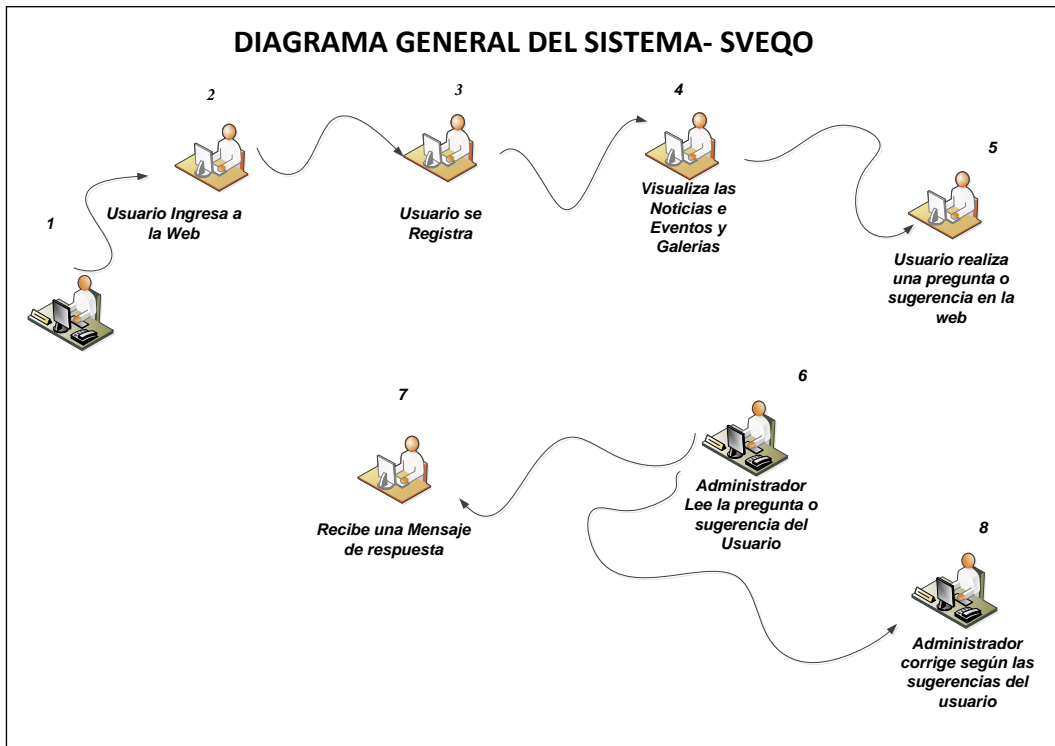 DIAGRAMA GENERAL DEL SISTEMA- SVEQO
1
2
Usuario Ingresa a
la Web
3
Usuario se
Registra
4
Visualiza las
Noticias e
Eventos y
Galerias
5
Usuario realiza
una pregunta o
sugerencia en la
web
6
Administrador
Lee la pregunta o
sugerencia del
Usuario
7
Recibe una Mensaje
de respuesta
8
Administrador
corrige según las
sugerencias del
usuario